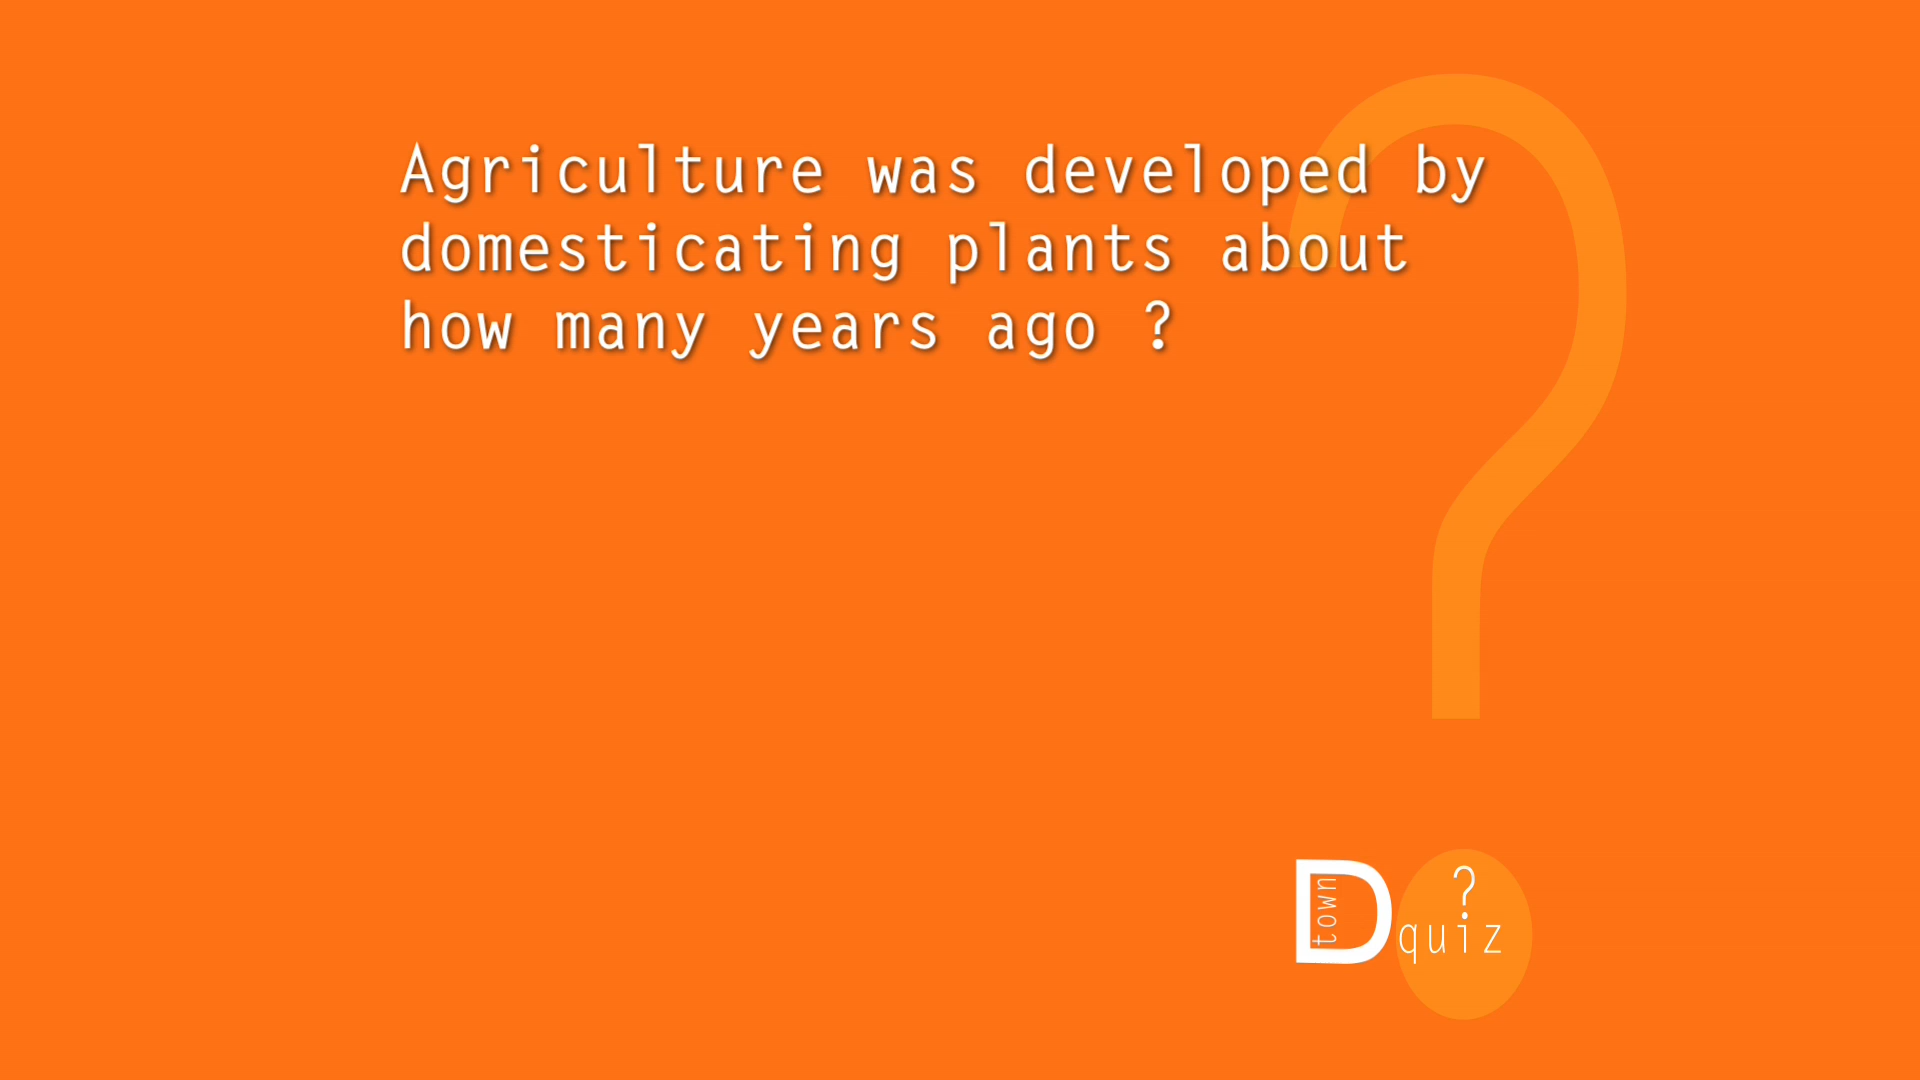 Agriculture was developed by
domesticating plants about
how many years ago ?
D
town
?
quiz